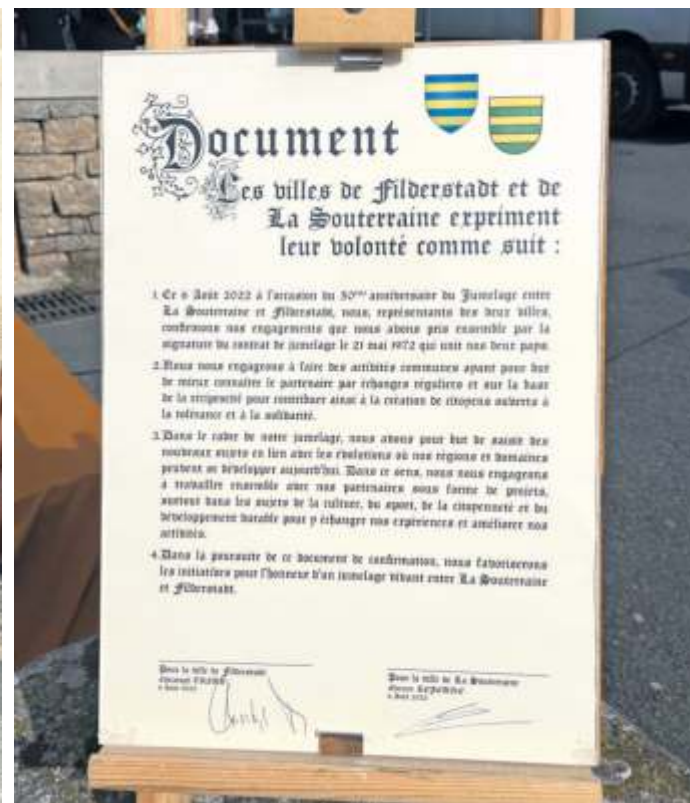 Document
Les villes de Filderstadt et de
La Souterraine expriment
leur volonté comme suit :
1. Ce 6 Août 2022 à l'occasion du 50ème anniversaire du Jumelage entre
La Souterraine et Filderstadt, nous, représentants des deux villes,
confirmons nos engagements que nous avons pris ensemble par la
signature du contrat de jumelage le 21 mai 1972 qui unit nos deux pays.
2. Nous nous engageons à faire des activités communes ayant pour but
de mieux connaître le partenaire par échanges réguliers et sur la base
de la réciprocité pour contribuer ainsi à la création de citoyens ouverts à
la tolérance et à la solidarité.
3. Dans le cadre de notre jumelage, nous avons pour but de saisir des
nouveaux sujets en lien avec les évolutions où nos régions et domaines
peuvent se développer aujourd'hui. Dans ce sens, nous nous engageons
à travailler ensemble avec nos partenaires sous forme de projets,
surtout dans les sujets de la culture, du sport, de la citoyenneté et du
développement durable pour y échanger nos expériences et améliorer nos
activités.
4. Dans la poursuite de ce document de confirmation, nous favoriserons
les initiatives pour l'honneur d'un jumelage vivant entre La Souterraine
et Filderstadt.
Pour la ville de Filderstadt
Christoph TRAUB
6 Août 2022
Pour la ville de La Souterraine
Etienne Lejeune
6 Août 2022